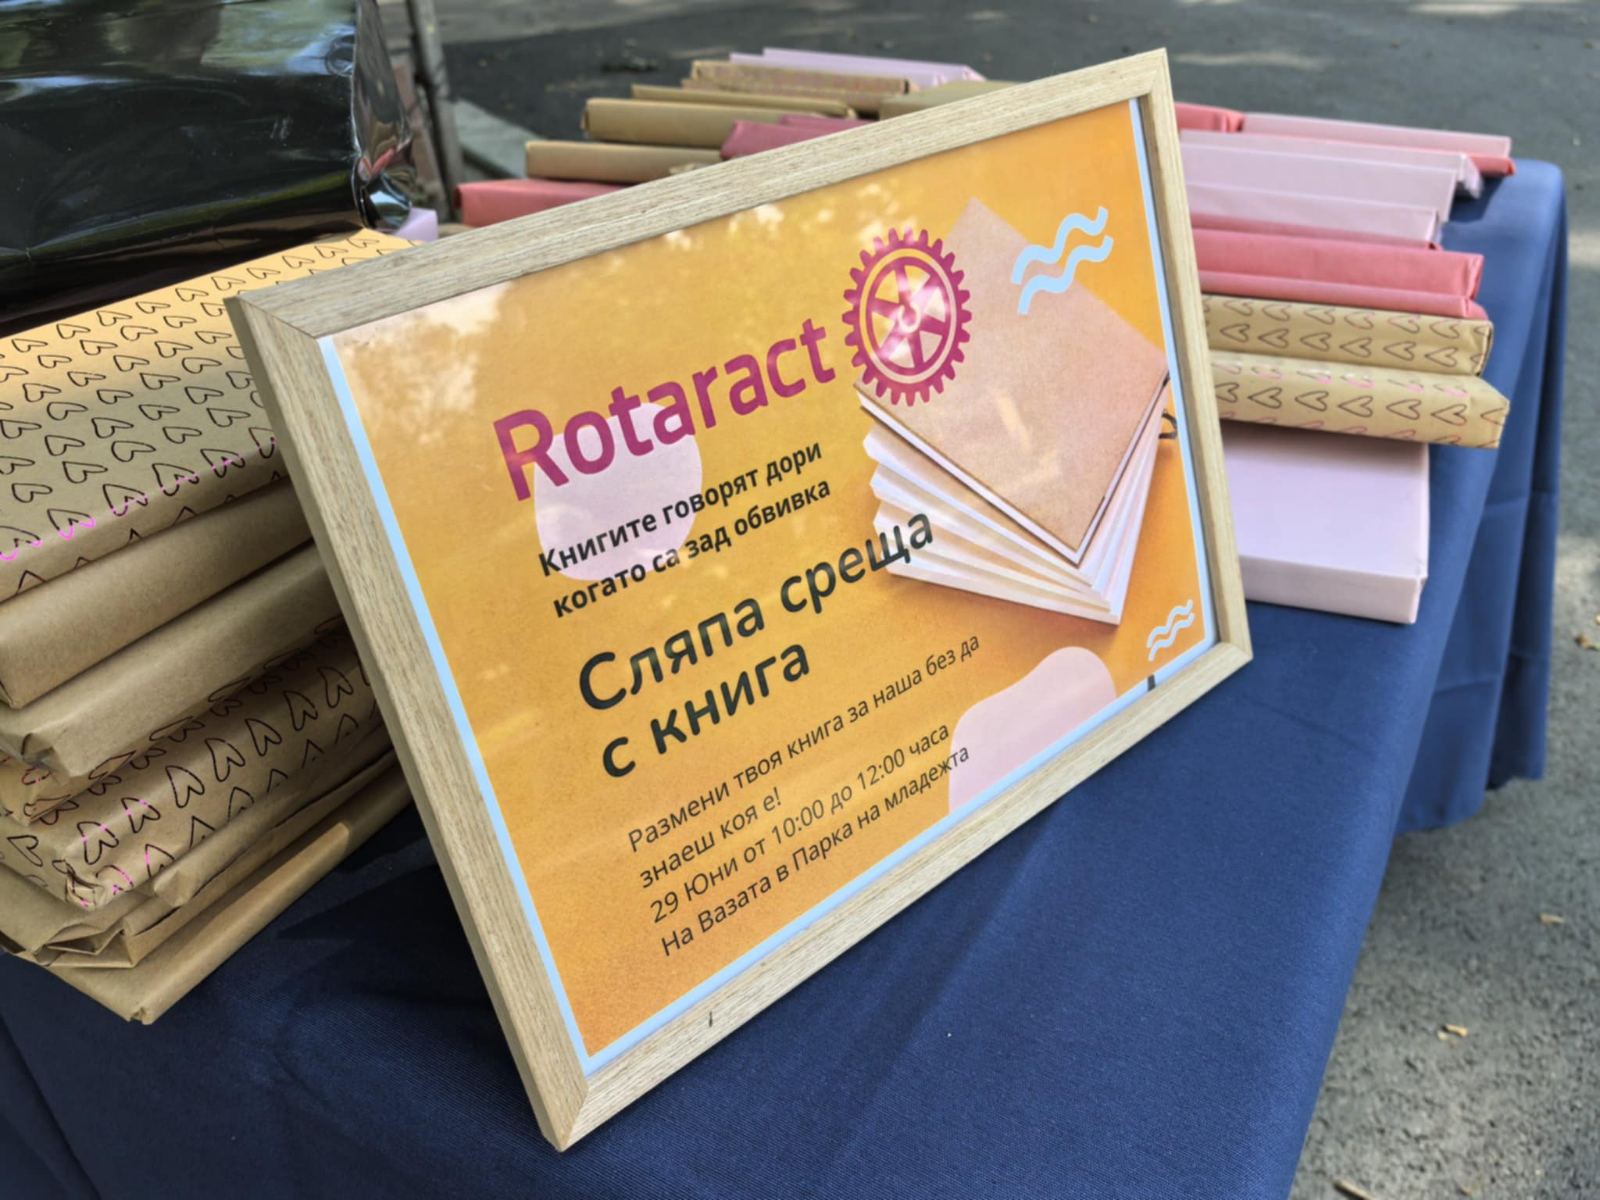 Rotaract
Книгите говорят дори
когато са зад обвивка
Сляпа среща
с книга
Размени твоя книга за наша без да
знаеш коя е!
29 Юни от 10:00 до 12:00 часа
На Вазата в Парка на младежта